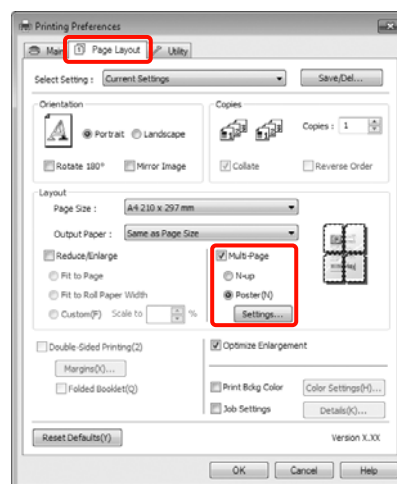 Printing Preferences
Main Page Layout Utility
Select Setting : Current Settings Save/Del...
Orientation
Portrait Landscape
Rotate 180° Mirror Image
Copies
Copies : 1
Collate Reverse Order
Layout
Page Size : A4 210 x 297 mm
Output Paper : Same as Page Size
Reduce/Enlarge
Fit to Page
Fit to Roll Paper Width
Custom(F) Scale to %
Multi-Page
N-up
Poster(N)
Settings...
Double-Sided Printing(2)
Margins(X)...
Folded Booklet(Q)
Optimize Enlargement
Print Bckg Color Color Settings(H)...
Job Settings Details(K)...
Reset Defaults(Y) Version X.XX
OK Cancel Help